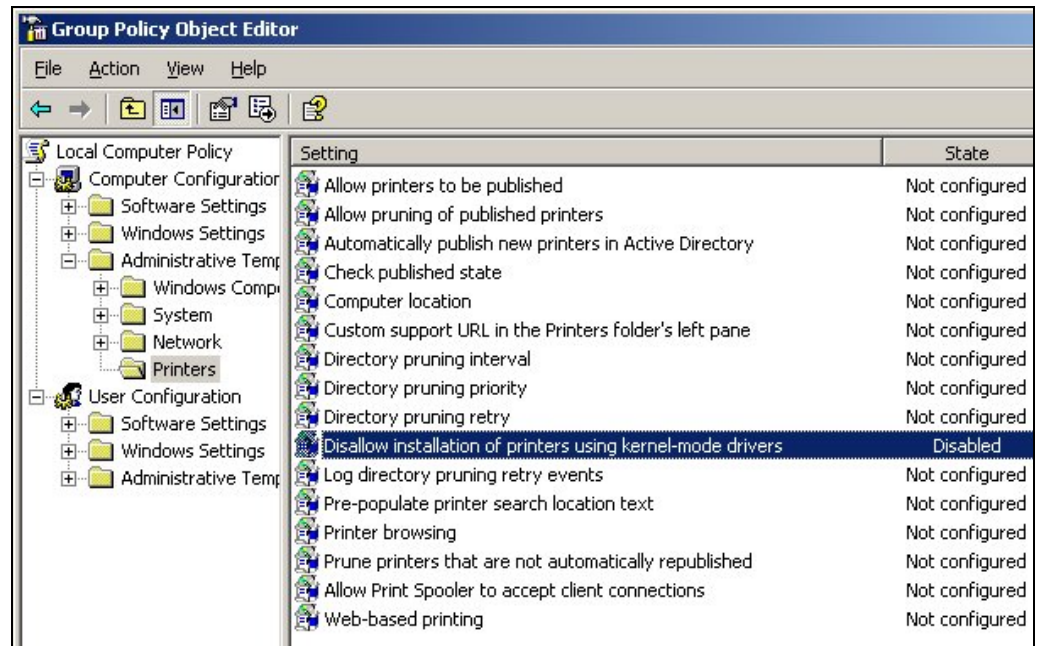 Group Policy Object Editor
File Action View Help
Local Computer Policy
Computer Configuration
Software Settings
Windows Settings
Administrative Temp
Windows Compo
System
Network
Printers
User Configuration
Software Settings
Windows Settings
Administrative Temp
Setting State
Allow printers to be published Not configured
Allow pruning of published printers Not configured
Automatically publish new printers in Active Directory Not configured
Check published state Not configured
Computer location Not configured
Custom support URL in the Printers folder's left pane Not configured
Directory pruning interval Not configured
Directory pruning priority Not configured
Directory pruning retry Not configured
Disallow installation of printers using kernel-mode drivers Disabled
Log directory pruning retry events Not configured
Pre-populate printer search location text Not configured
Printer browsing Not configured
Prune printers that are not automatically republished Not configured
Allow Print Spooler to accept client connections Not configured
Web-based printing Not configured